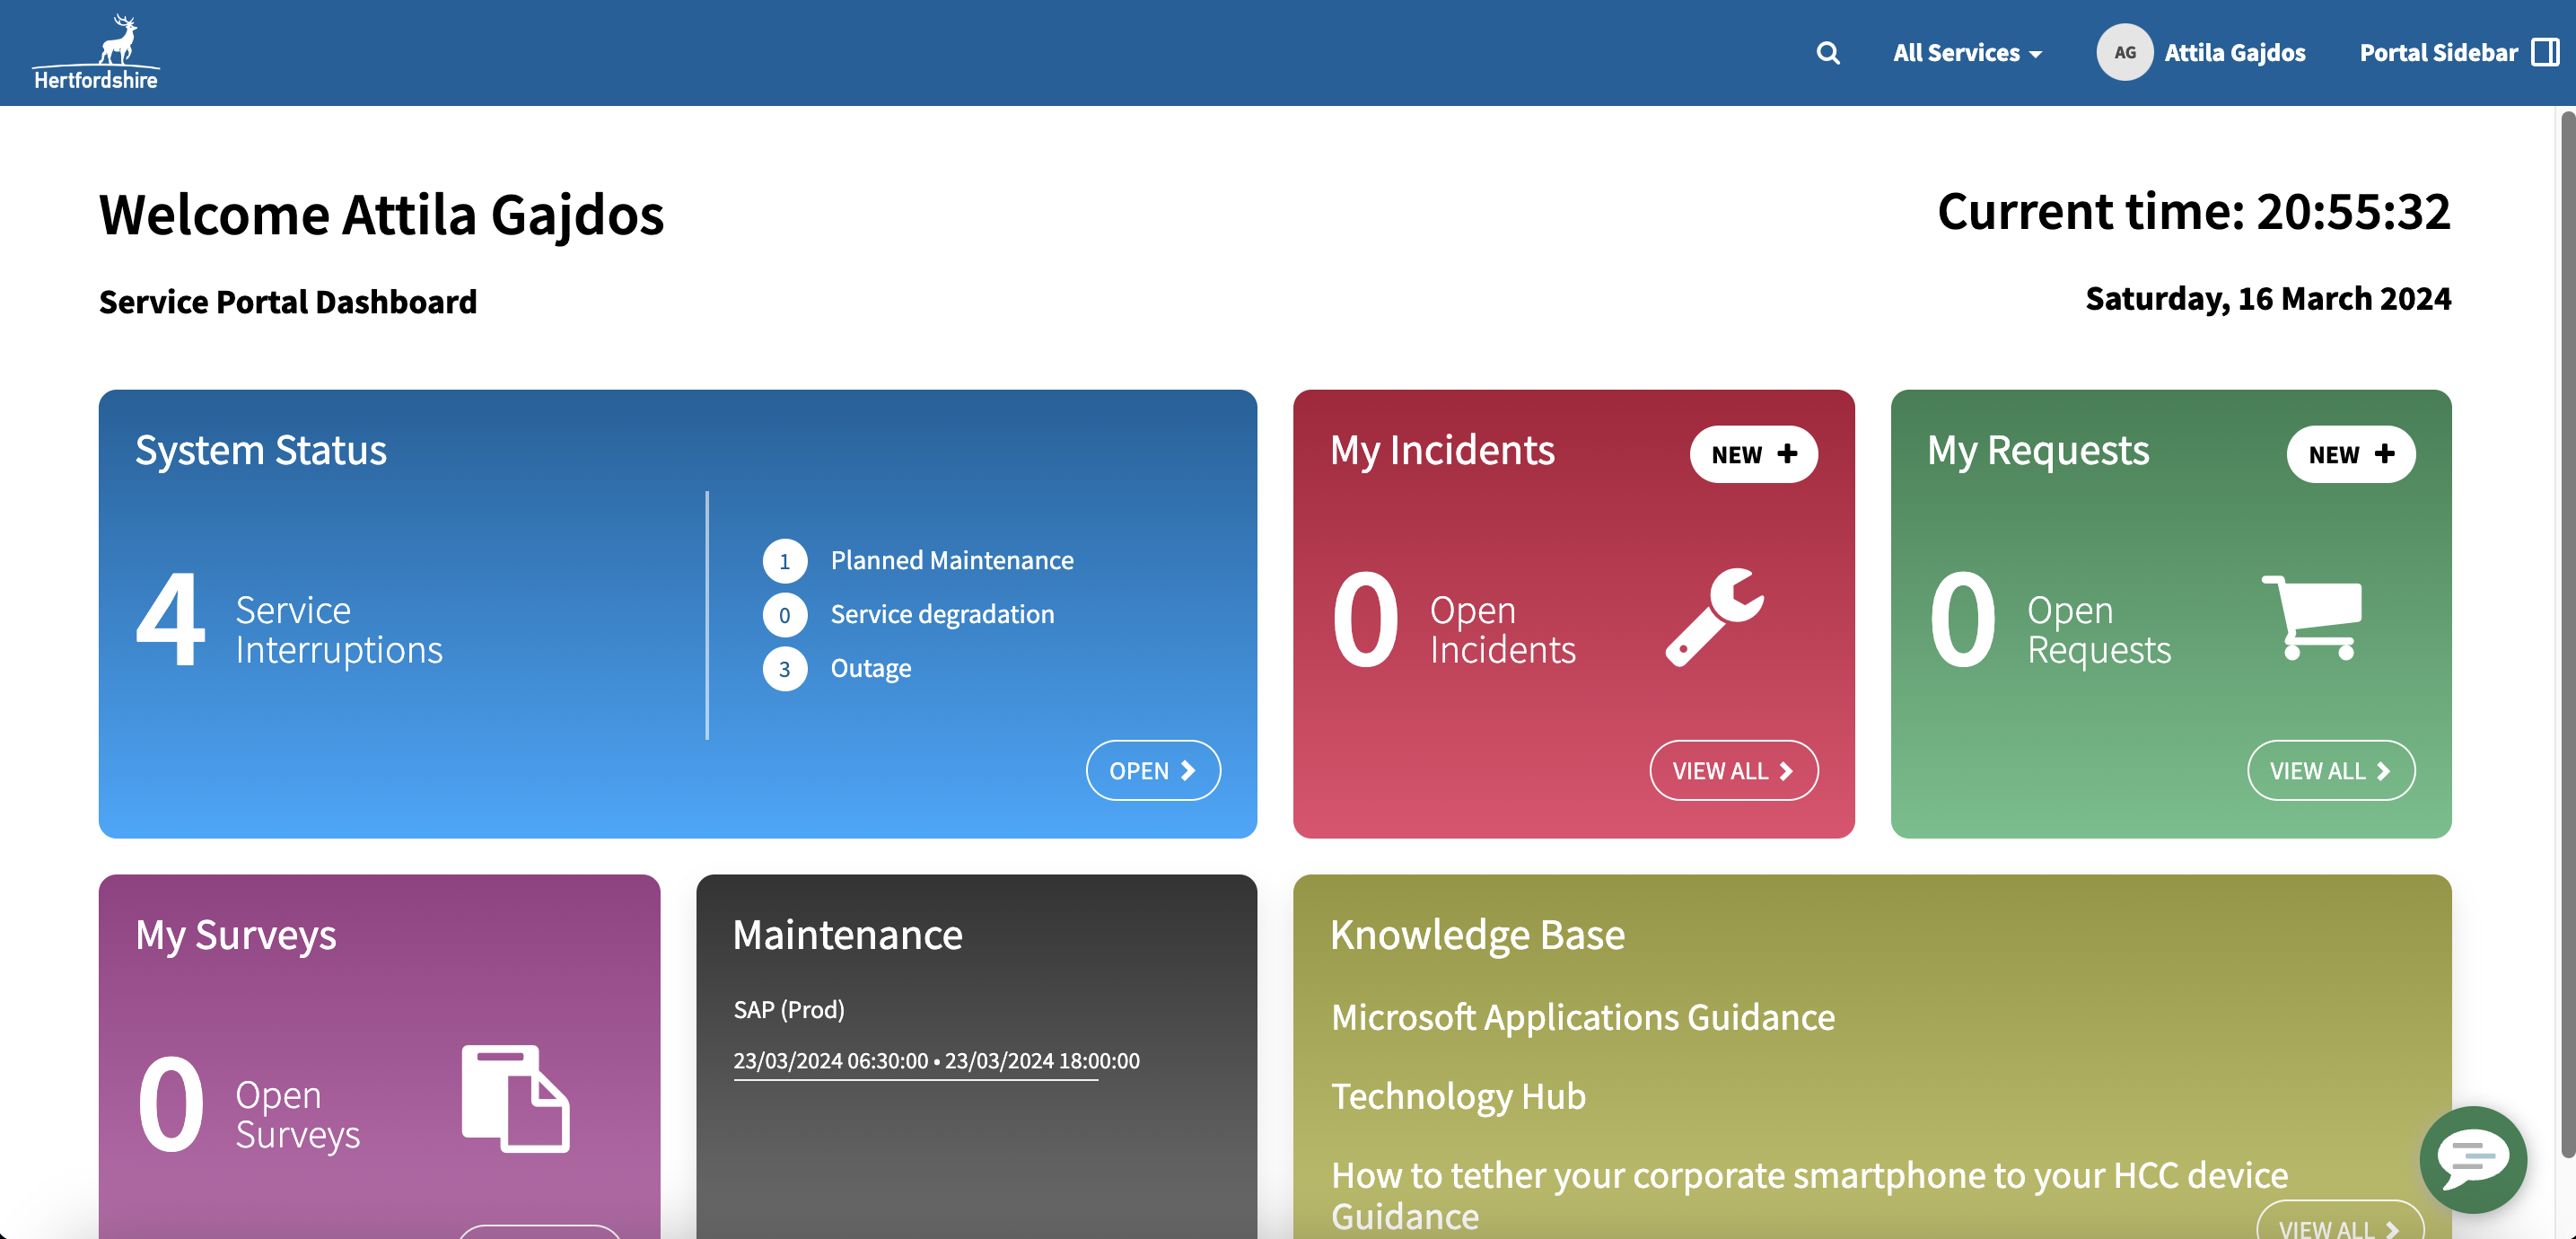 Hertfordshire
All Services
AG
Attila Gajdos
Portal Sidebar
Welcome Attila Gajdos
Current time: 20:55:32
Service Portal Dashboard
Saturday, 16 March 2024
System Status
4
Service
Interruptions
1 Planned Maintenance
0 Service degradation
3 Outage
OPEN
My Incidents
NEW +
0
Open
Incidents
VIEW ALL
My Requests
NEW +
0
Open
Requests
VIEW ALL
My Surveys
0
Open
Surveys
Maintenance
SAP (Prod)
23/03/2024 06:30:00 • 23/03/2024 18:00:00
Knowledge Base
Microsoft Applications Guidance
Technology Hub
How to tether your corporate smartphone to your HCC device
Guidance
VIEW ALL